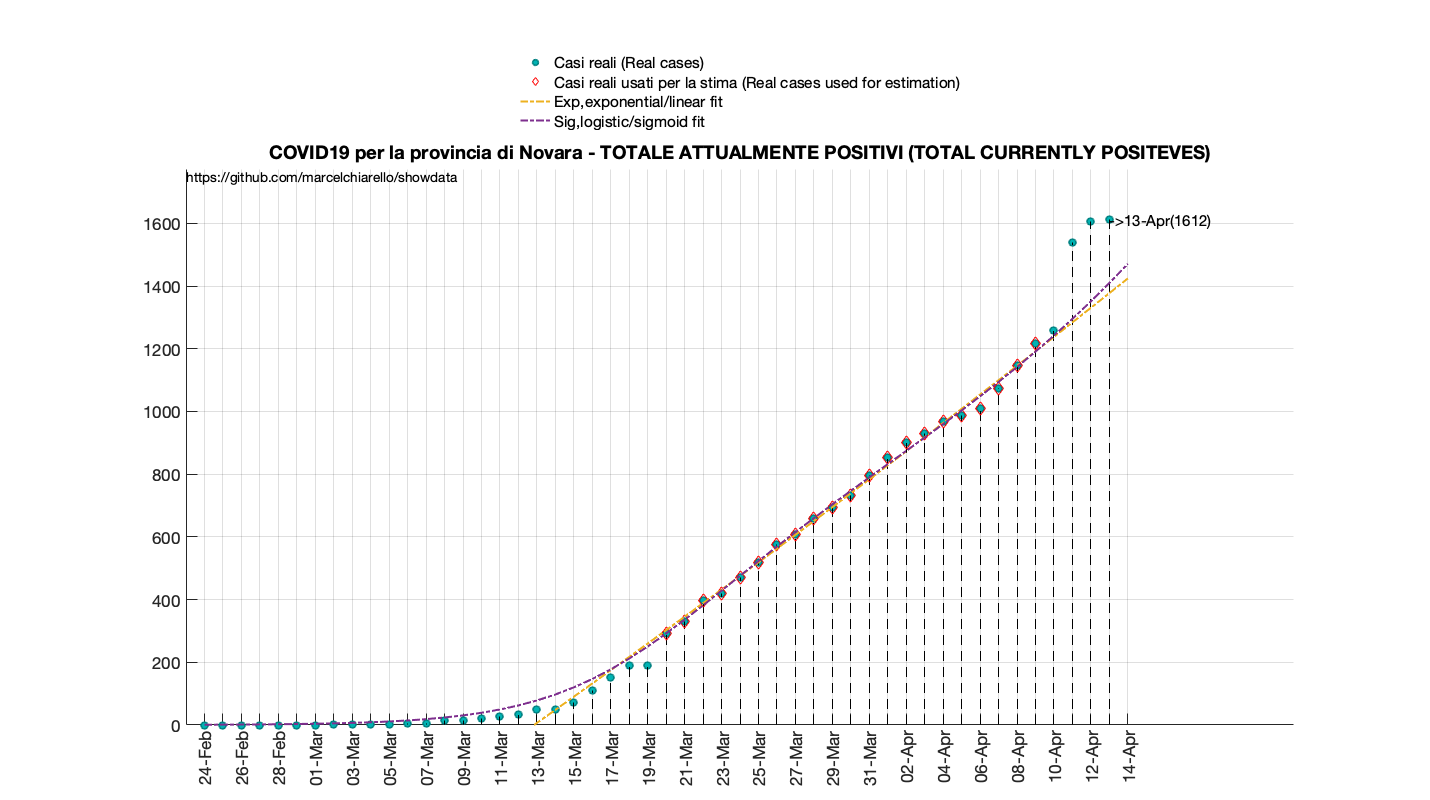 Casi reali (Real cases)
Casi reali usati per la stima (Real cases used for estimation)
Exp,exponential/linear fit
Sig,logistic/sigmoid fit
COVID19 per la provincia di Novara - TOTALE ATTUALMENTE POSITIVI (TOTAL CURRENTLY POSITEVES)
https://github.com/marcelchiarello/showdata
1600
->13-Apr(1612)
1400
1200
1000
800
600
400
200
0
24-Feb
26-Feb
28-Feb
01-Mar
03-Mar
05-Mar
07-Mar
09-Mar
11-Mar
13-Mar
15-Mar
17-Mar
19-Mar
21-Mar
23-Mar
25-Mar
27-Mar
29-Mar
31-Mar
02-Apr
04-Apr
06-Apr
08-Apr
10-Apr
12-Apr
14-Apr